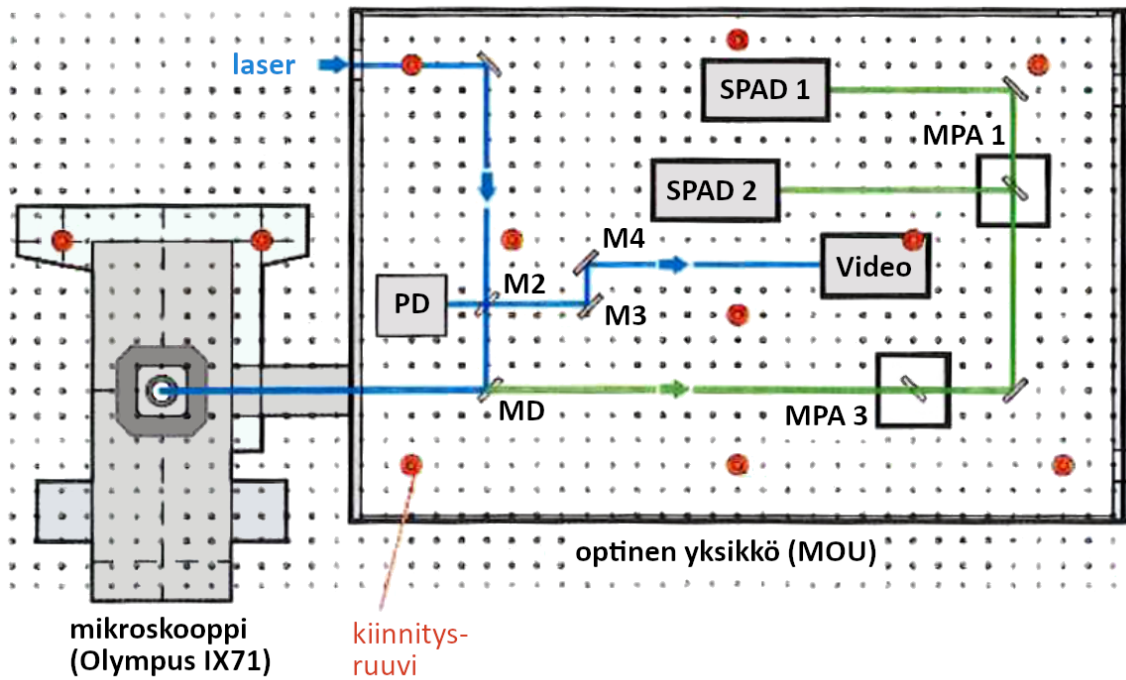 laser
SPAD 1
MPA 1
SPAD 2
M4
Video
M2
PD
M3
MD
MPA 3
optinen yksikkö (MOU)
mikroskooppi
(Olympus IX71)
kiinnitys-
ruuvi